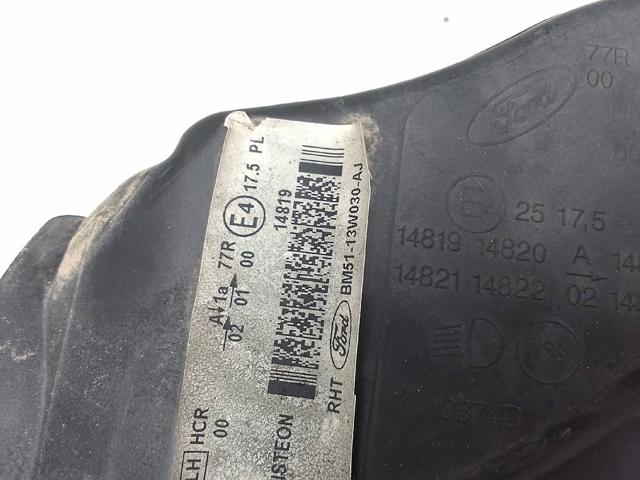 LH HCR 00
A 1a 77R E4 17.5 PL
02 01 00 14819
RHT Ford BM51-13W030-AJ
Ford
77R
00
E4 25 17,5
14819 14820 A
14821 14822 02
0374D